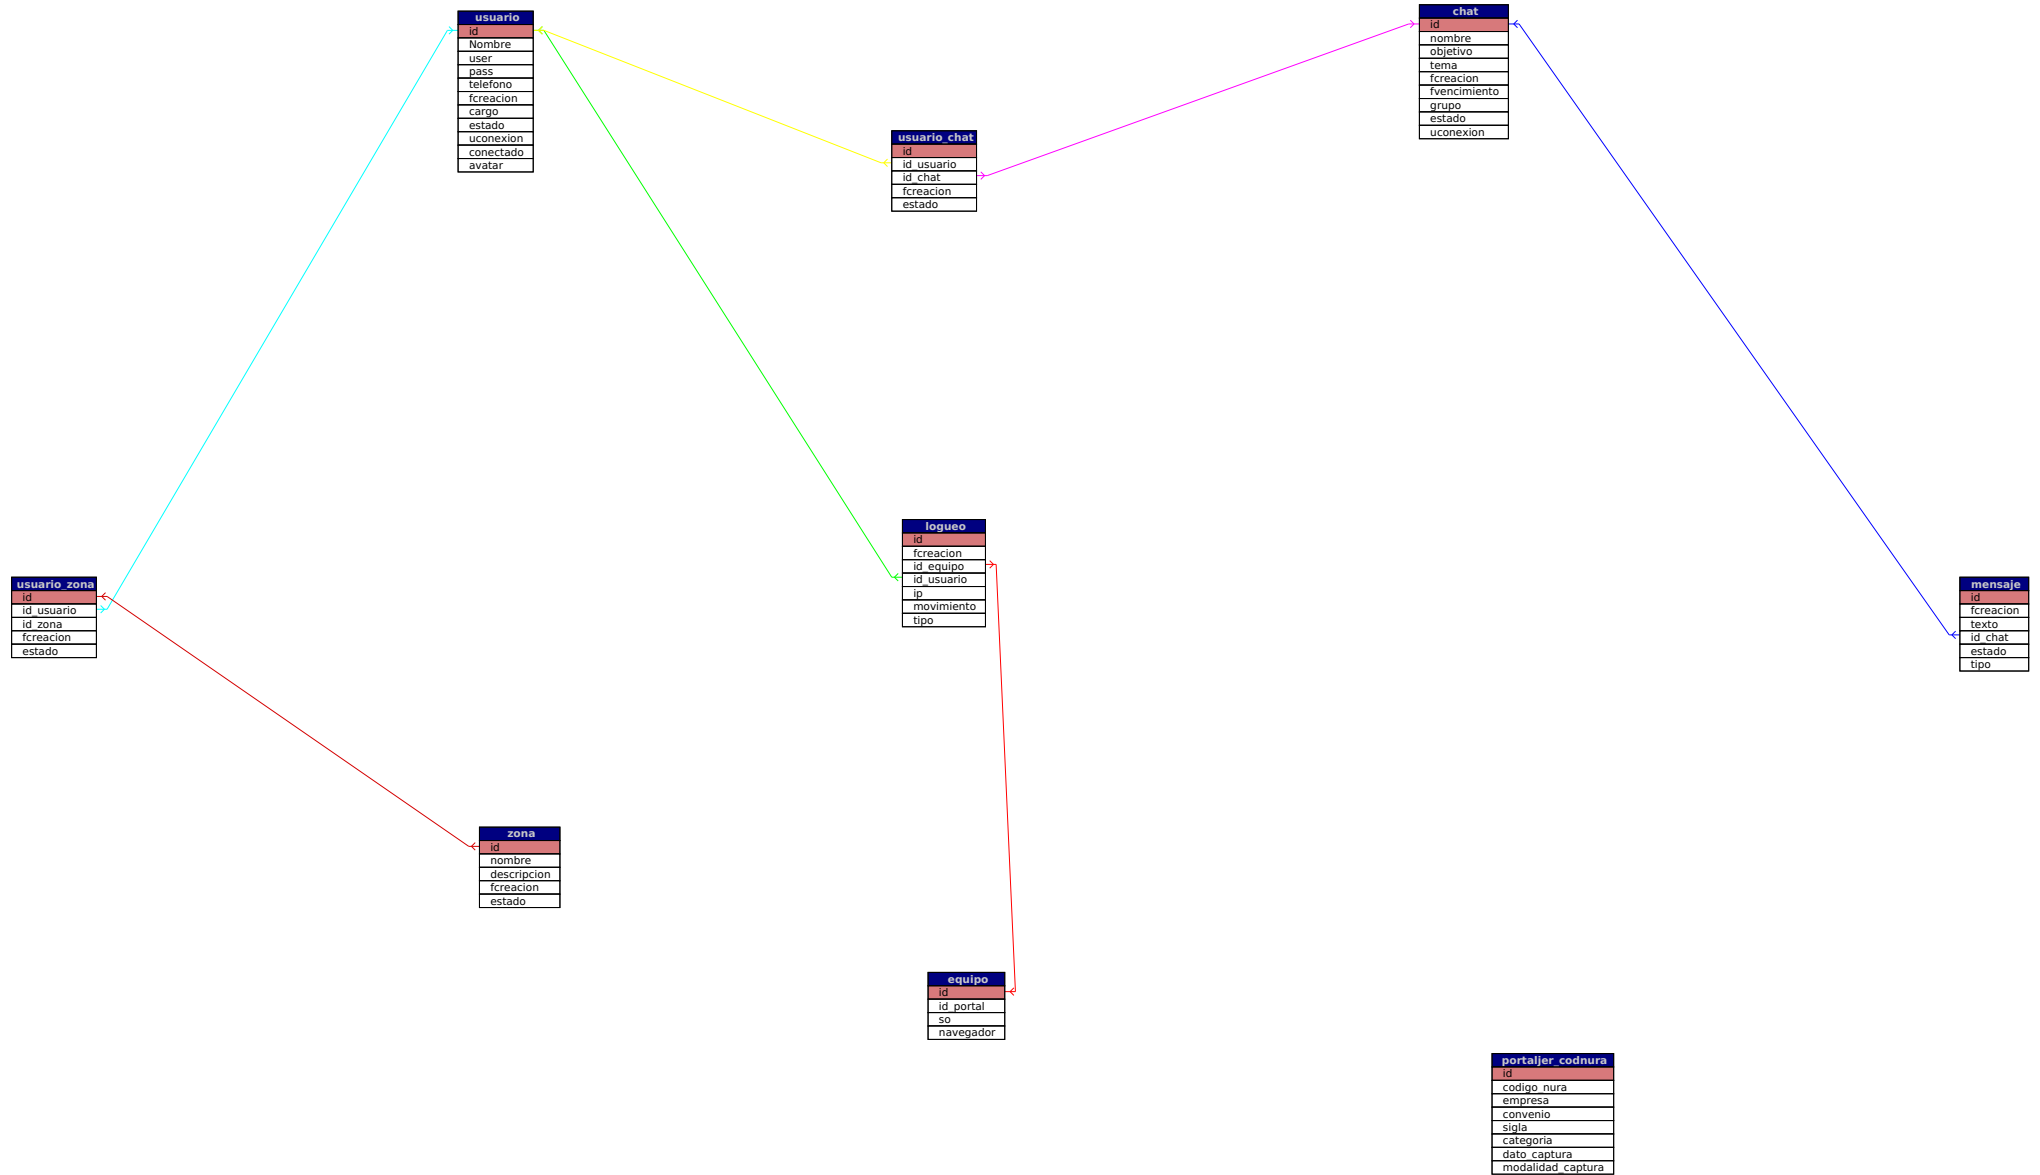 usuario
id
Nombre
user
pass
telefono
fcreacion
cargo
estado
uconexion
conectado
avatar
chat
id
nombre
objetivo
tema
fcreacion
fvencimiento
grupo
estado
uconexion
usuario_chat
id
id_usuario
id_chat
fcreacion
estado
logueo
id
fcreacion
id_equipo
id_usuario
ip
movimiento
tipo
usuario_zona
id
id_usuario
id_zona
fcreacion
estado
mensaje
id
fcreacion
texto
id_chat
estado
tipo
zona
id
nombre
descripcion
fcreacion
estado
equipo
id
id_portal
so
navegador
portaljer_codnura
id
codigo_nura
empresa
convenio
sigla
categoria
dato_captura
modalidad_captura